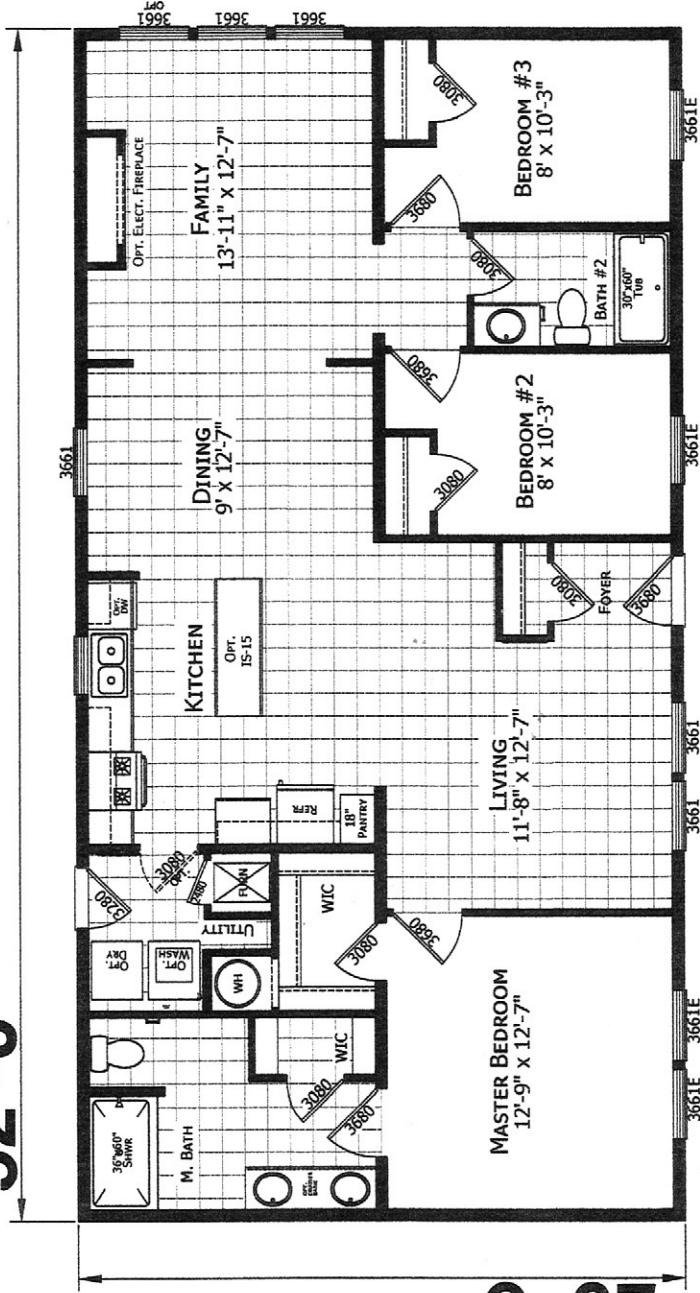 3661
3661
3661
3661
OPT
36"x60"
SHWR
M. BATH
WIC
3080
3680
OPT.
DRY
OPT.
WASH
3280
UTILITY
WH
3080
OPT.
2480
FURN
WIC
3080
3680
MASTER BEDROOM
12'-9" X 12'-7"
3661E
3661E
OPT.
DW
KITCHEN
OPT.
IS-15
REFR
18"
PANTRY
LIVING
11'-8" X 12'-7"
3661
3661
3080
FOYER
3680
DINING
9' X 12'-7"
OPT. ELECT. FIREPLACE
FAMILY
13'-11" X 12'-7"
3680
3080
BEDROOM #2
8' X 10'-3"
3661E
3080
BATH #2
30"x60"
TUB
3680
3080
BEDROOM #3
8' X 10'-3"
3661E